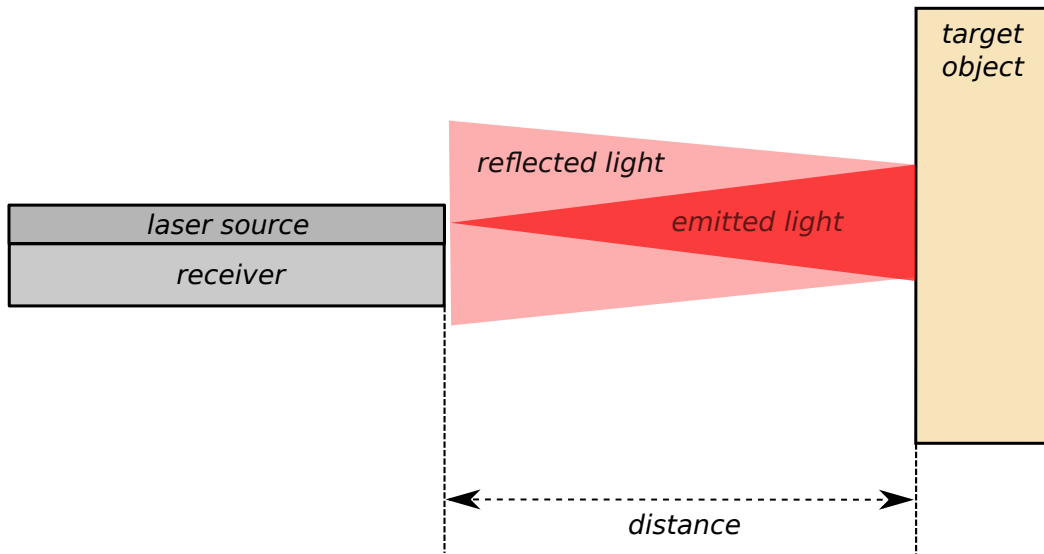 target
object
reflected light
emitted light
laser source
receiver
distance